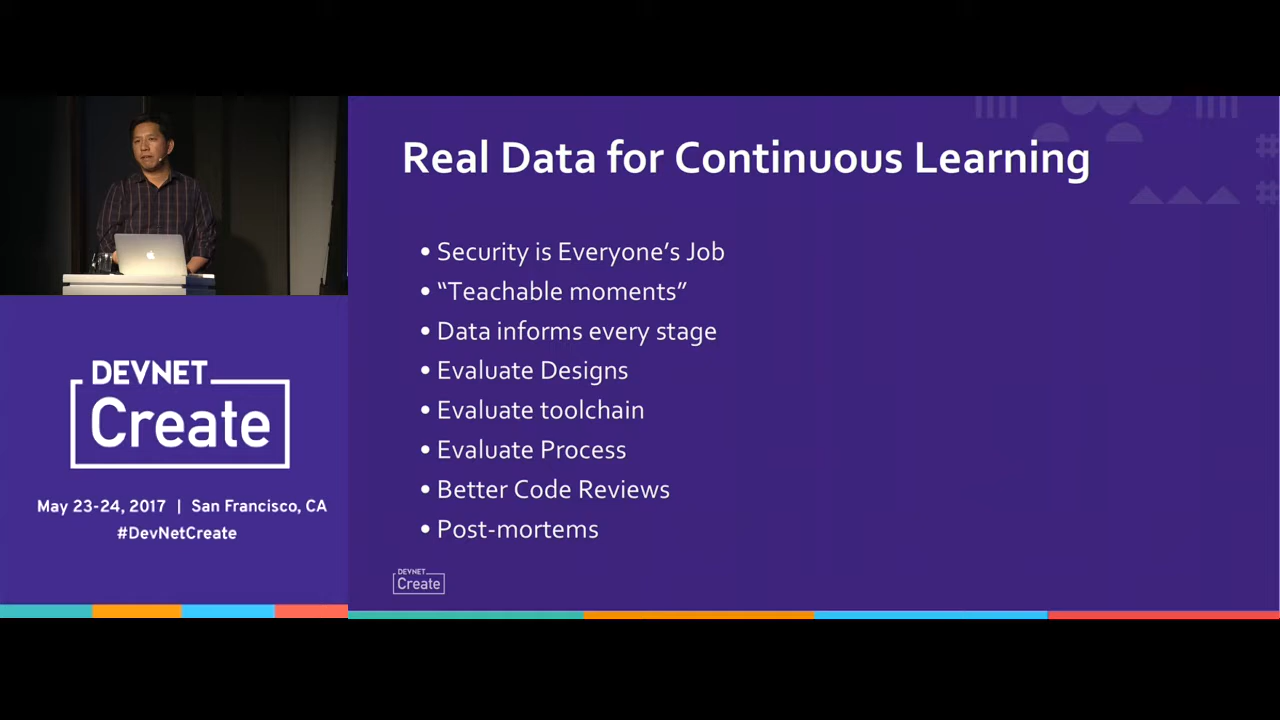 Real Data for Continuous Learning
• Security is Everyone’s Job
• “Teachable moments”
• Data informs every stage
• Evaluate Designs
• Evaluate toolchain
• Evaluate Process
• Better Code Reviews
• Post-mortems
DEVNET
Create
DEVNET
Create
May 23-24, 2017 | San Francisco, CA
#DevNetCreate